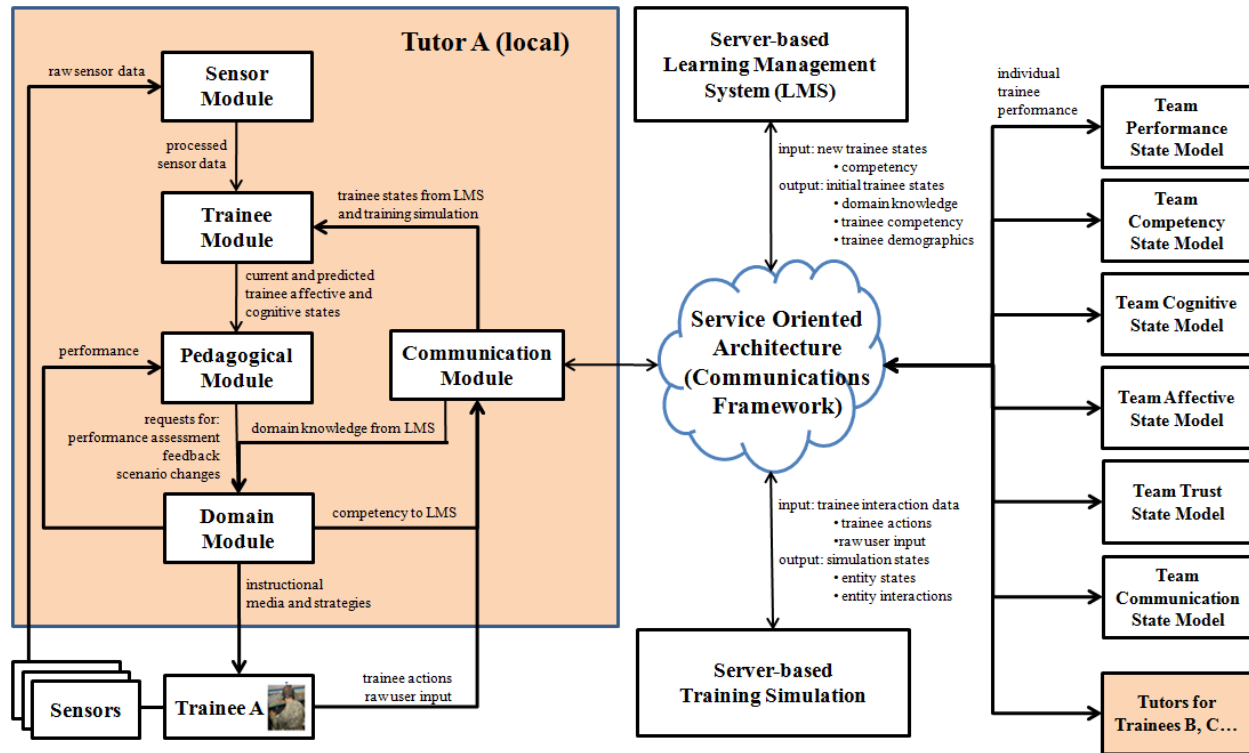 Tutor A (local)
raw sensor data
Sensor
Module
processed
sensor data
Trainee
Module
trainee states from LMS
and training simulation
current and predicted
trainee affective and
cognitive states
performance
Pedagogical
Module
Communication
Module
requests for:
performance assessment
feedback
scenario changes
domain knowledge from LMS
Domain
Module
competency to LMS
instructional
media and strategies
Sensors
Trainee A
trainee actions
raw user input
Server-based
Learning Management
System (LMS)
input: new trainee states
• competency
output: initial trainee states
• domain knowledge
• trainee competency
• trainee demographics
Service Oriented
Architecture
(Communications
Framework)
input: trainee interaction data
• trainee actions
• raw user input
output: simulation states
• entity states
• entity interactions
Server-based
Training Simulation
individual
trainee
performance
Team
Performance
State Model
Team
Competency
State Model
Team Cognitive
State Model
Team Affective
State Model
Team Trust
State Model
Team
Communication
State Model
Tutors for
Trainees B, C...